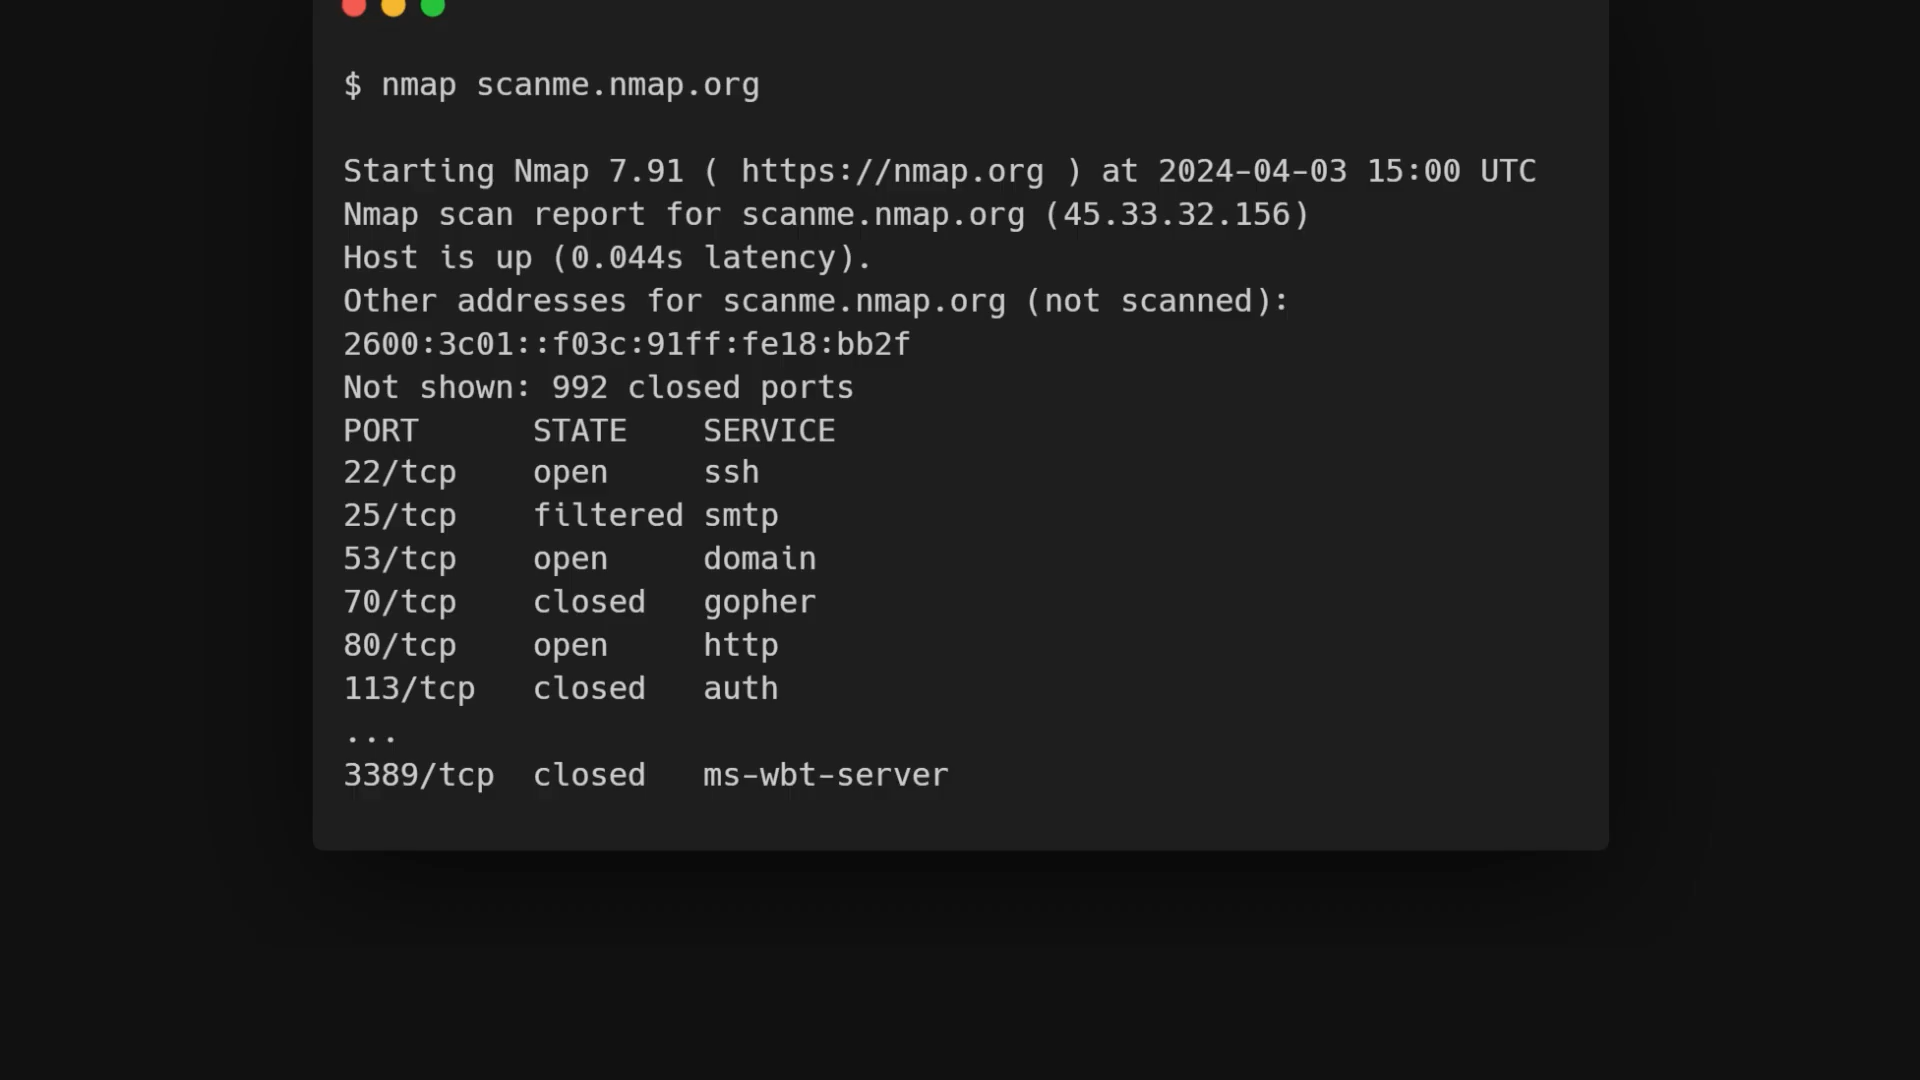 $ nmap scanme.nmap.org
Starting Nmap 7.91 ( https://nmap.org ) at 2024-04-03 15:00 UTC
Nmap scan report for scanme.nmap.org (45.33.32.156)
Host is up (0.044s latency).
Other addresses for scanme.nmap.org (not scanned):
2600:3c01::f03c:91ff:fe18:bb2f
Not shown: 992 closed ports
PORT      STATE    SERVICE
22/tcp    open     ssh
25/tcp    filtered smtp
53/tcp    open     domain
70/tcp    closed   gopher
80/tcp    open     http
113/tcp   closed   auth
...
3389/tcp  closed   ms-wbt-server